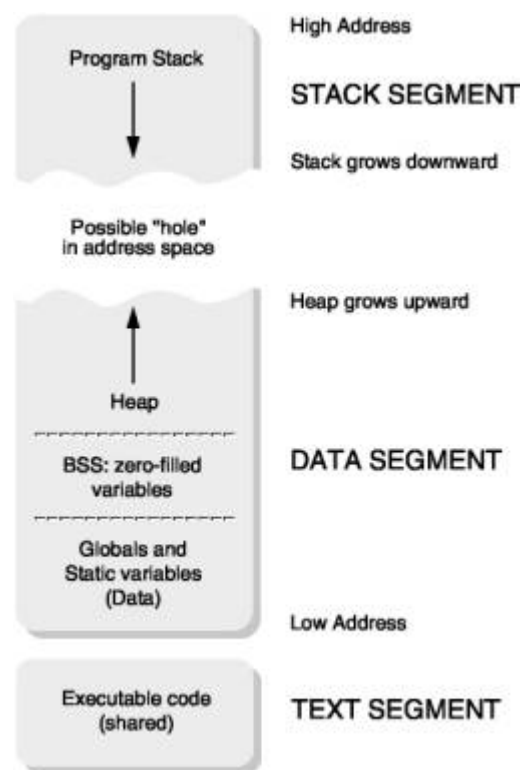 High Address
Program Stack
STACK SEGMENT
Stack grows downward
Possible "hole"
in address space
Heap grows upward
Heap
BSS: zero-filled
variables
DATA SEGMENT
Globals and
Static variables
(Data)
Low Address
Executable code
(shared)
TEXT SEGMENT